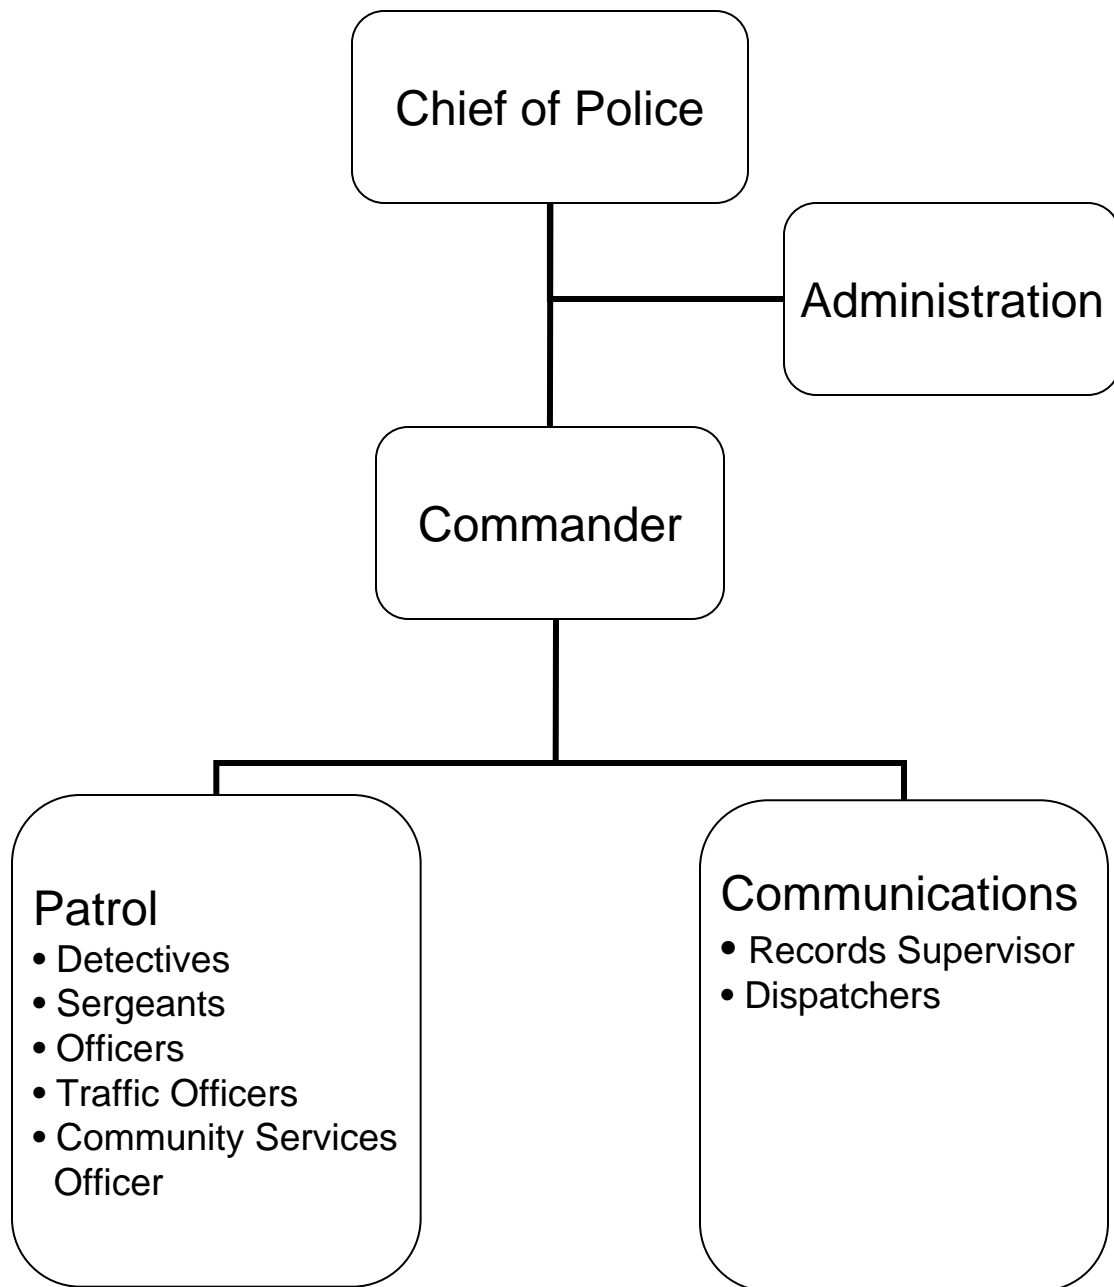 Chief of Police
Administration
Commander
Patrol
• Detectives
• Sergeants
• Officers
• Traffic Officers
• Community Services
Officer
Communications
• Records Supervisor
• Dispatchers